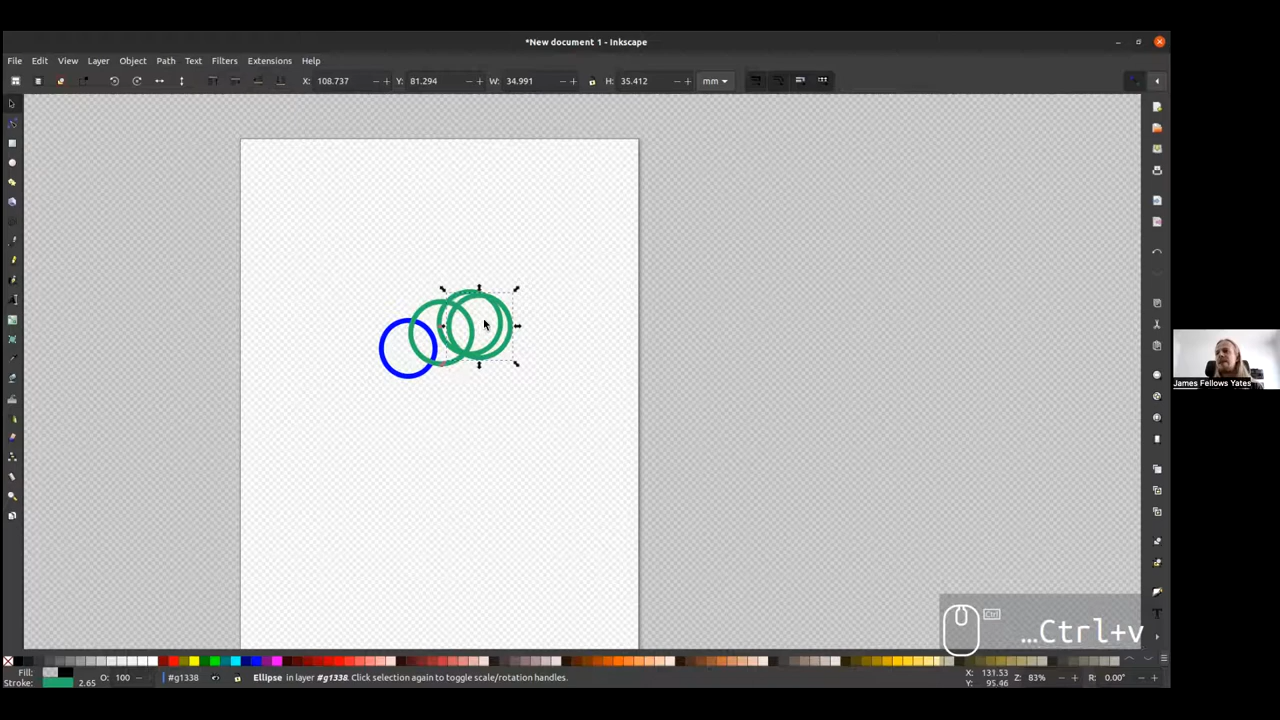 *New document 1 - Inkscape
File Edit View Layer Object Path Text Filters Extensions Help
X: 108.737 Y: 81.294 W: 34.991 H: 35.412 mm
James Fellows Yates
Ctrl
…Ctrl+v
Fill:
Stroke: 2.65 O: 100 #g1338 Ellipse in layer #g1338. Click selection again to toggle scale/rotation handles. X: 131.53 Y: 95.46 Z: 83% R: 0.00°